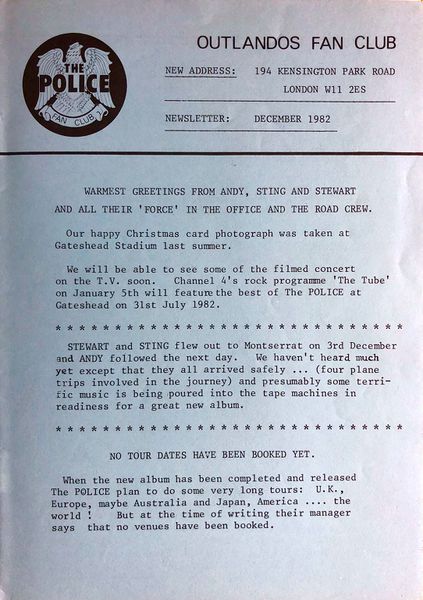 THE
POLICE
FAN CLUB
OUTLANDOS FAN CLUB
NEW ADDRESS: 194 KENSINGTON PARK ROAD
LONDON W11 2ES
NEWSLETTER: DECEMBER 1982
WARMEST GREETINGS FROM ANDY, STING AND STEWART
AND ALL THEIR 'FORCE' IN THE OFFICE AND THE ROAD CREW.
Our happy Christmas card photograph was taken at
Gateshead Stadium last summer.
We will be able to see some of the filmed concert
on the T.V. soon. Channel 4's rock programme 'The Tube'
on January 5th will feature the best of The POLICE at
Gateshead on 31st July 1982.
* * * * * * * * * * * * * * * * * * * * * * * * * * * * *
STEWART and STING flew out to Montserrat on 3rd December
and ANDY followed the next day. We haven't heard much
yet except that they all arrived safely ... (four plane
trips involved in the journey) and presumably some terri-
fic music is being poured into the tape machines in
readiness for a great new album.
* * * * * * * * * * * * * * * * * * * * * * * * * * * * *
NO TOUR DATES HAVE BEEN BOOKED YET.
When the new album has been completed and released
The POLICE plan to do some very long tours: U.K.,
Europe, maybe Australia and Japan, America .... the
world ! But at the time of writing their manager
says that no venues have been booked.